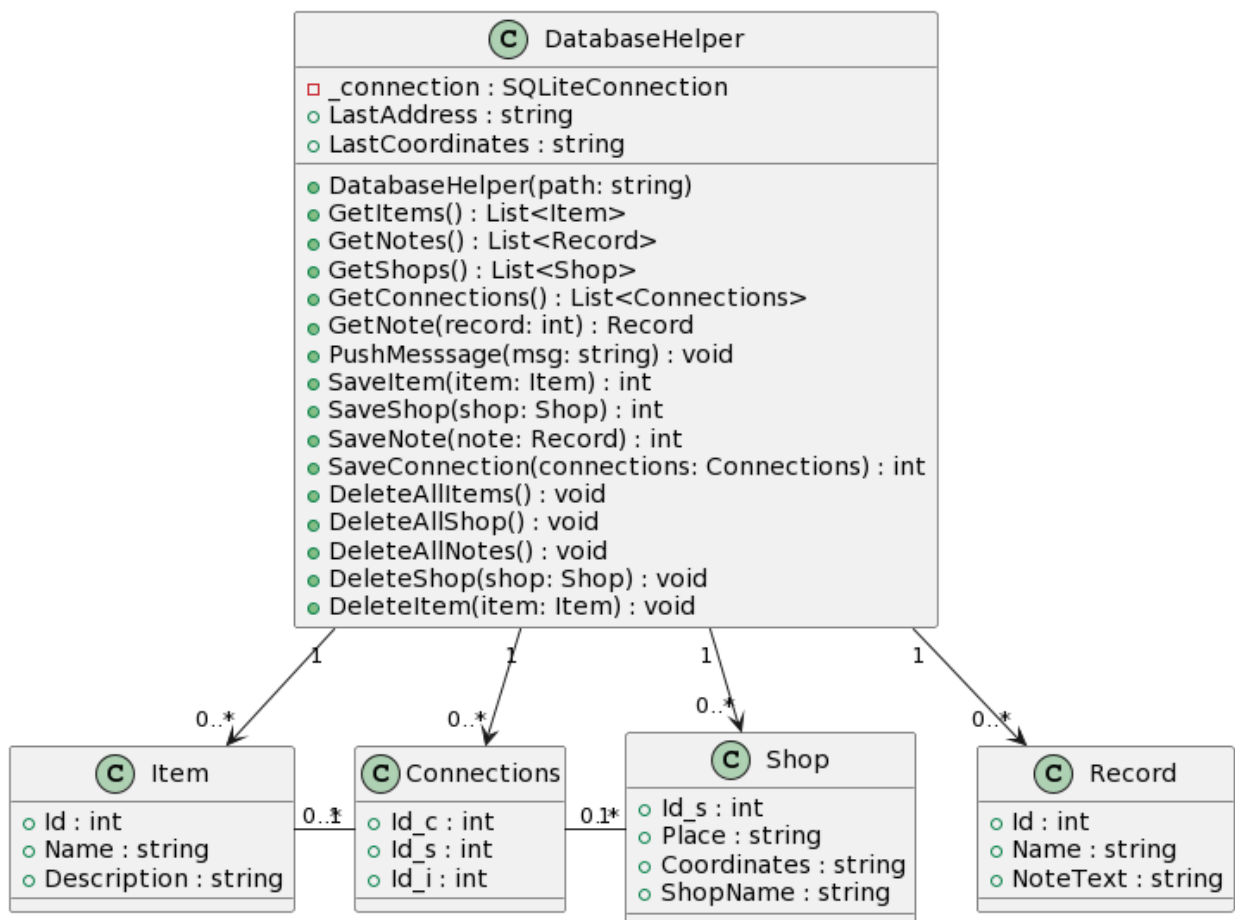 C DatabaseHelper
_connection : SQLiteConnection
LastAddress : string
LastCoordinates : string
DatabaseHelper(path: string)
GetItems() : List<Item>
GetNotes() : List<Record>
GetShops() : List<Shop>
GetConnections() : List<Connections>
GetNote(record: int) : Record
PushMesssage(msg: string) : void
SaveItem(item: Item) : int
SaveShop(shop: Shop) : int
SaveNote(note: Record) : int
SaveConnection(connections: Connections) : int
DeleteAllItems() : void
DeleteAllShop() : void
DeleteAllNotes() : void
DeleteShop(shop: Shop) : void
DeleteItem(item: Item) : void
1 1 1 1
0..* 0..* 0..* 0..*
C Item
Id : int
Name : string
Description : string
C Connections
Id_c : int
Id_s : int
Id_i : int
C Shop
Id_s : int
Place : string
Coordinates : string
ShopName : string
C Record
Id : int
Name : string
NoteText : string